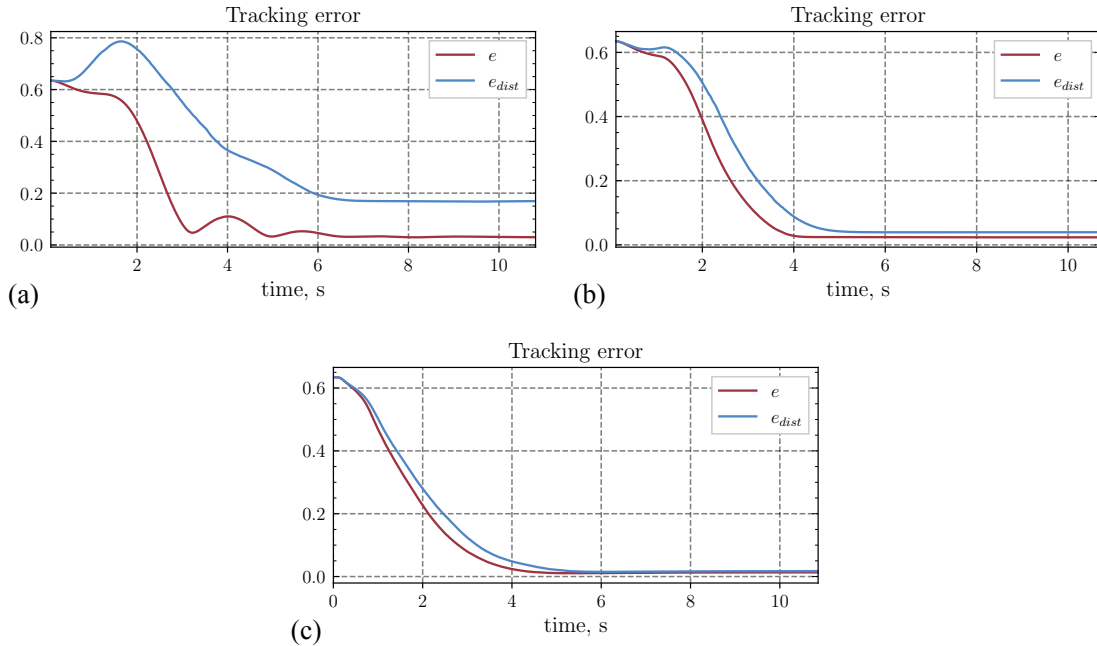 Tracking error
0.8
0.6
0.4
0.2
0.0
2 4 6 8 10
time, s
e
e_dist
(a)
Tracking error
0.6
0.4
0.2
0.0
2 4 6 8 10
time, s
e
e_dist
(b)
Tracking error
0.6
0.4
0.2
0.0
0 2 4 6 8 10
time, s
e
e_dist
(c)